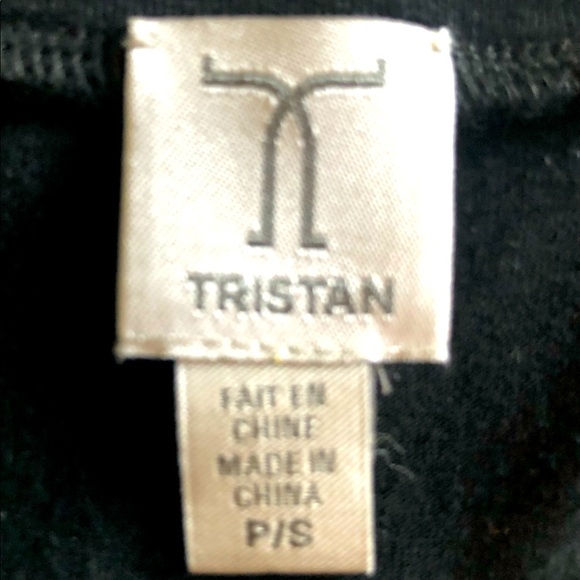 TRISTAN
FAIT EN
CHINE
MADE IN
CHINA
P/S